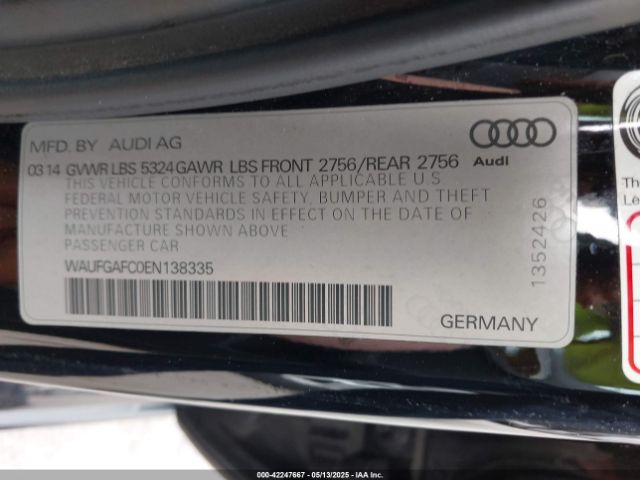 MFD. BY AUDI AG
03 14 GVWR LBS 5324 GAWR LBS FRONT 2756/REAR 2756
Audi
THIS VEHICLE CONFORMS TO ALL APPLICABLE U.S
FEDERAL MOTOR VEHICLE SAFETY, BUMPER AND THEFT
PREVENTION STANDARDS IN EFFECT ON THE DATE OF
MANUFACTURE SHOWN ABOVE
PASSENGER CAR
WAUFGAFC0EN138335
GERMANY
1352426
Th
Le
000-42247667 - 05/13/2025 - IAA Inc.